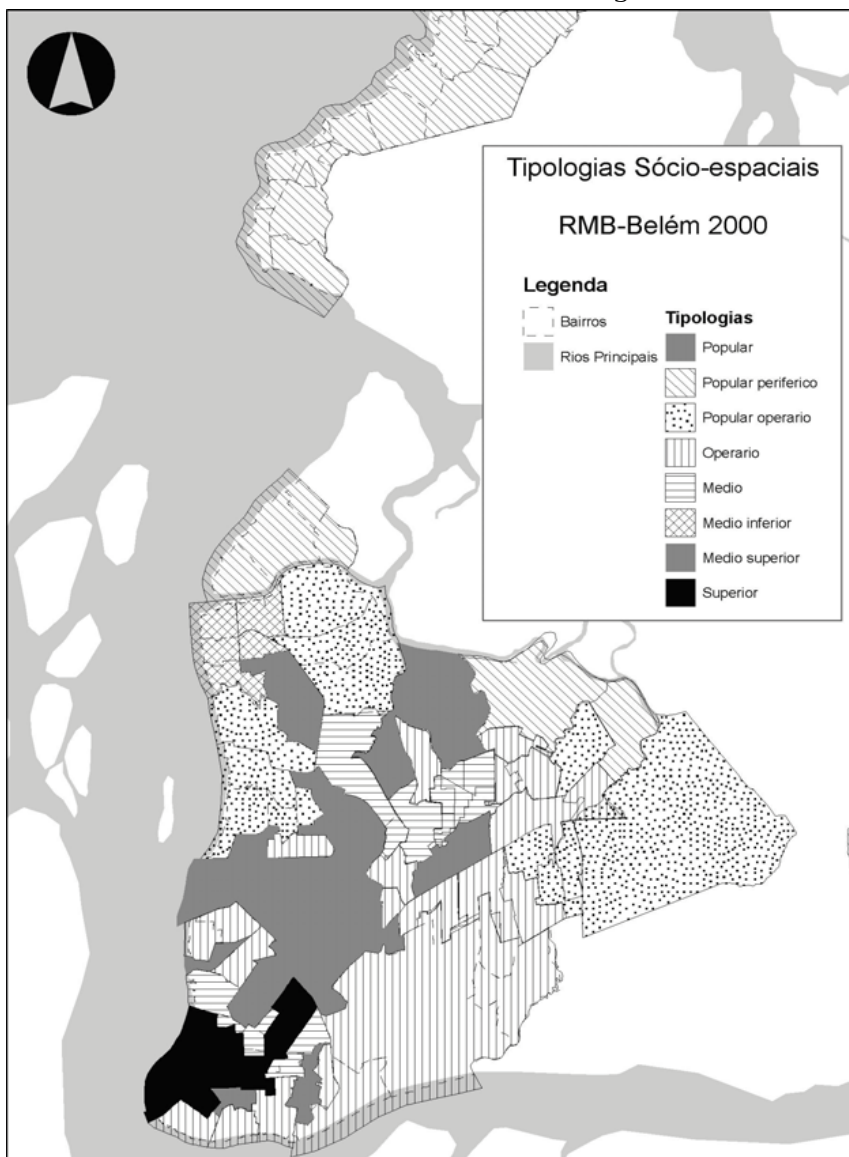 Tipologias Sócio-espaciais
RMB-Belém 2000
Legenda
Bairros
Rios Principais
Tipologias
Popular
Popular periferico
Popular operario
Operario
Medio
Medio inferior
Medio superior
Superior